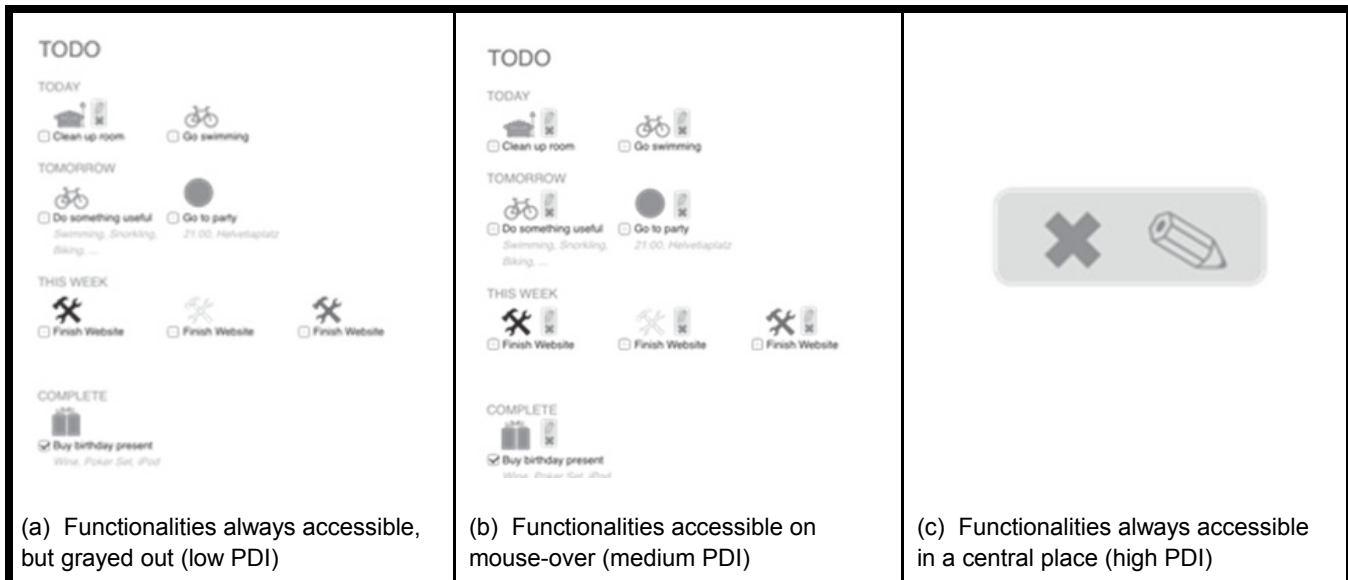 TODO
TODAY
Clean up room
Go swimming
TOMORROW
Do something useful
Go to party
Swimming, Snorkling,
21:00, Helvetiaplatz
Biking, ...
THIS WEEK
Finish Website
Finish Website
Finish Website
COMPLETE
Buy birthday present
Wine, Poker Set, iPod
(a) Functionalities always accessible,
but grayed out (low PDI)
TODO
TODAY
Clean up room
Go swimming
TOMORROW
Do something useful
Go to party
Swimming, Snorkling,
21:00, Helvetiaplatz
Biking, ...
THIS WEEK
Finish Website
Finish Website
Finish Website
COMPLETE
Buy birthday present
Wine, Poker Set, iPod
(b) Functionalities accessible on
mouse-over (medium PDI)
(c) Functionalities always accessible
in a central place (high PDI)